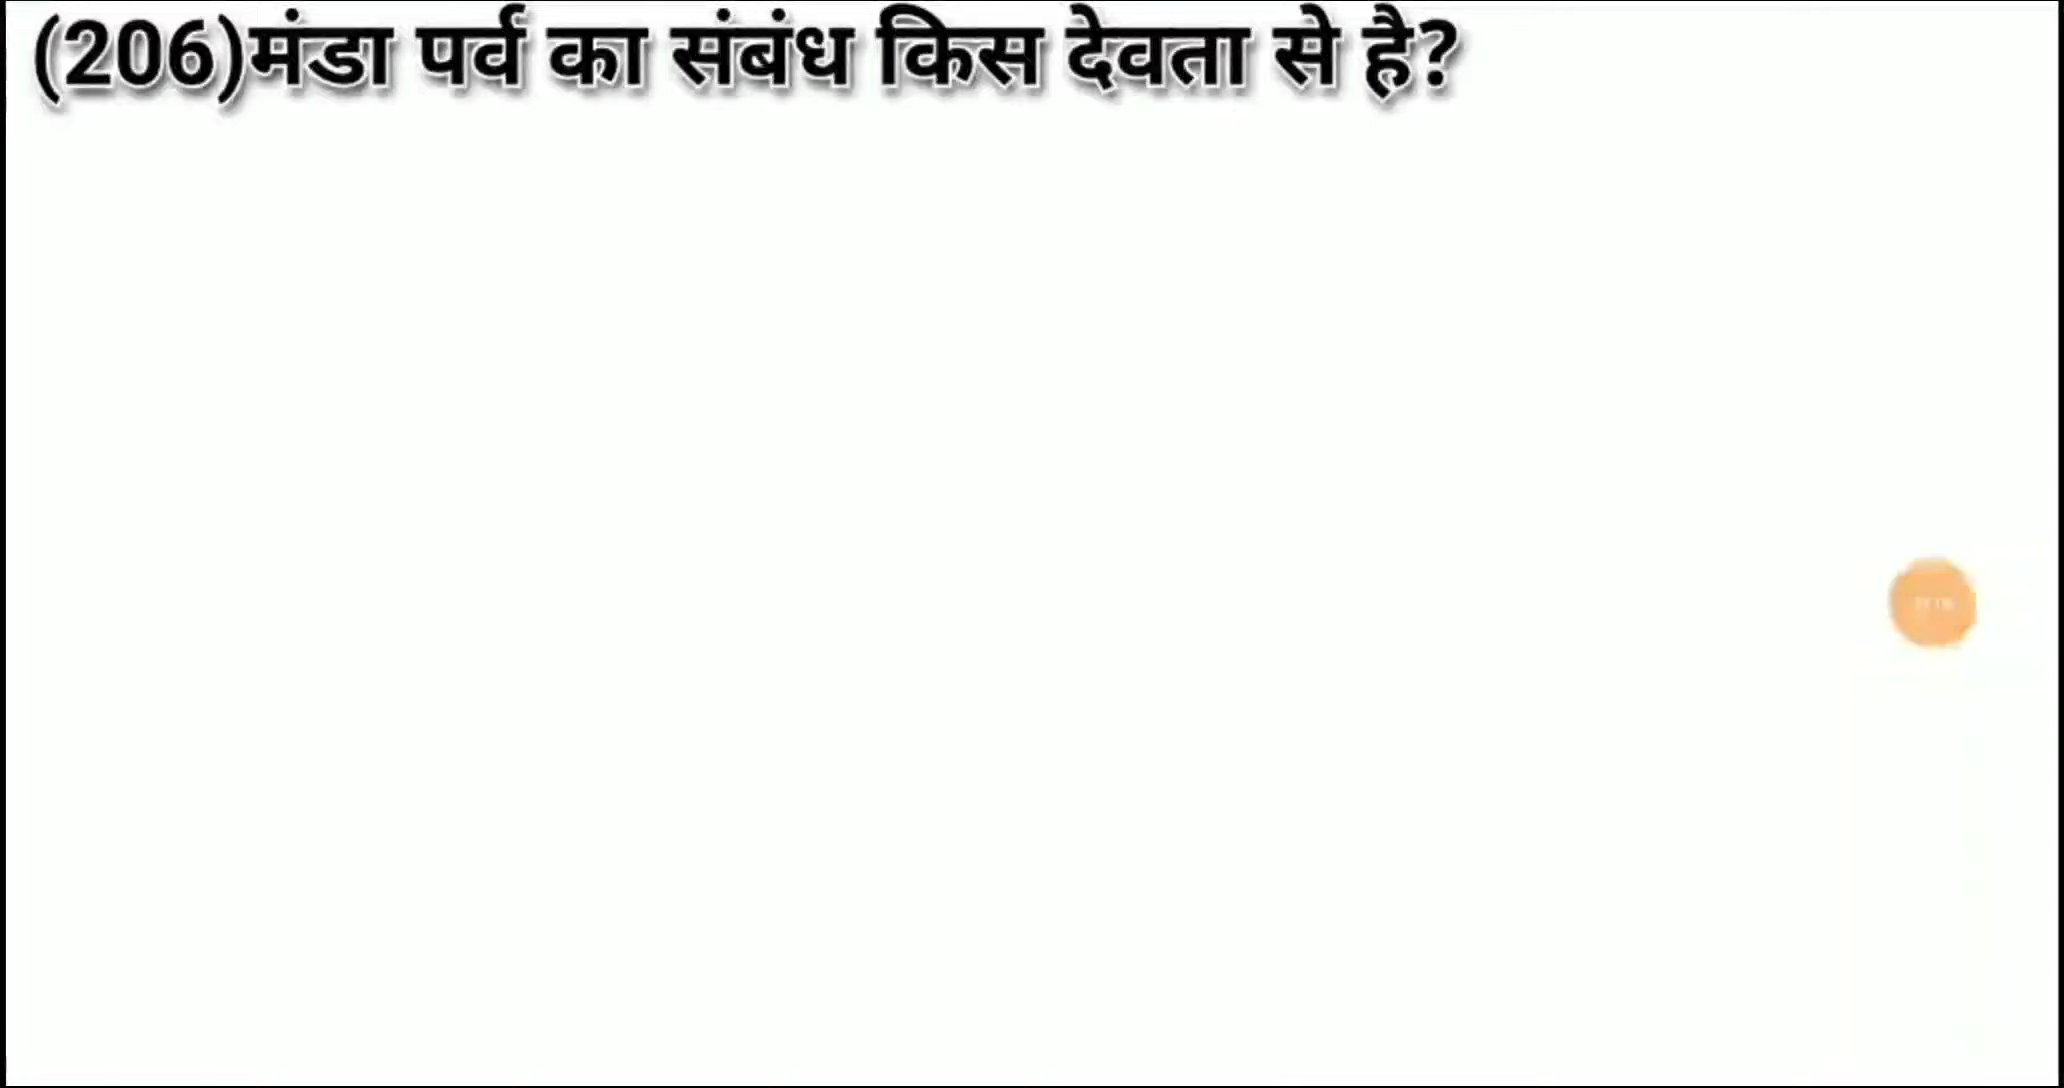 (206)मंडा पर्व का संबंध किस देवता से है?